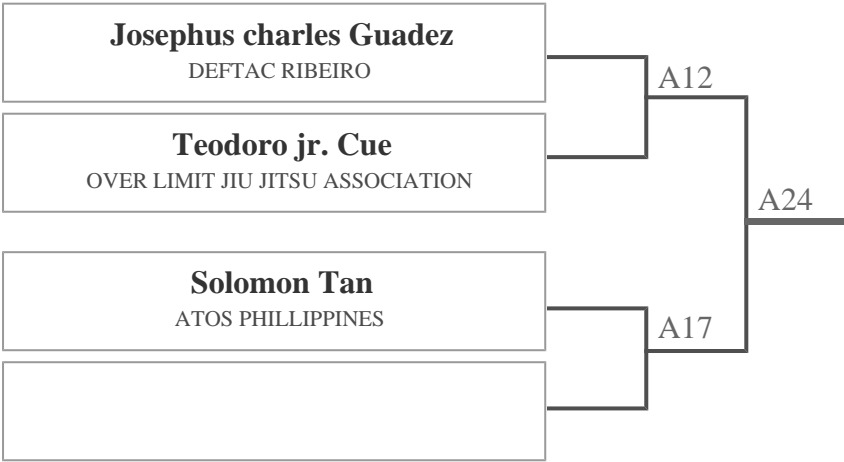 Josephus charles Guadez
DEFTAC RIBEIRO
A12
Teodoro jr. Cue
OVER LIMIT JIU JITSU ASSOCIATION
A24
Solomon Tan
ATOS PHILLIPPINES
A17